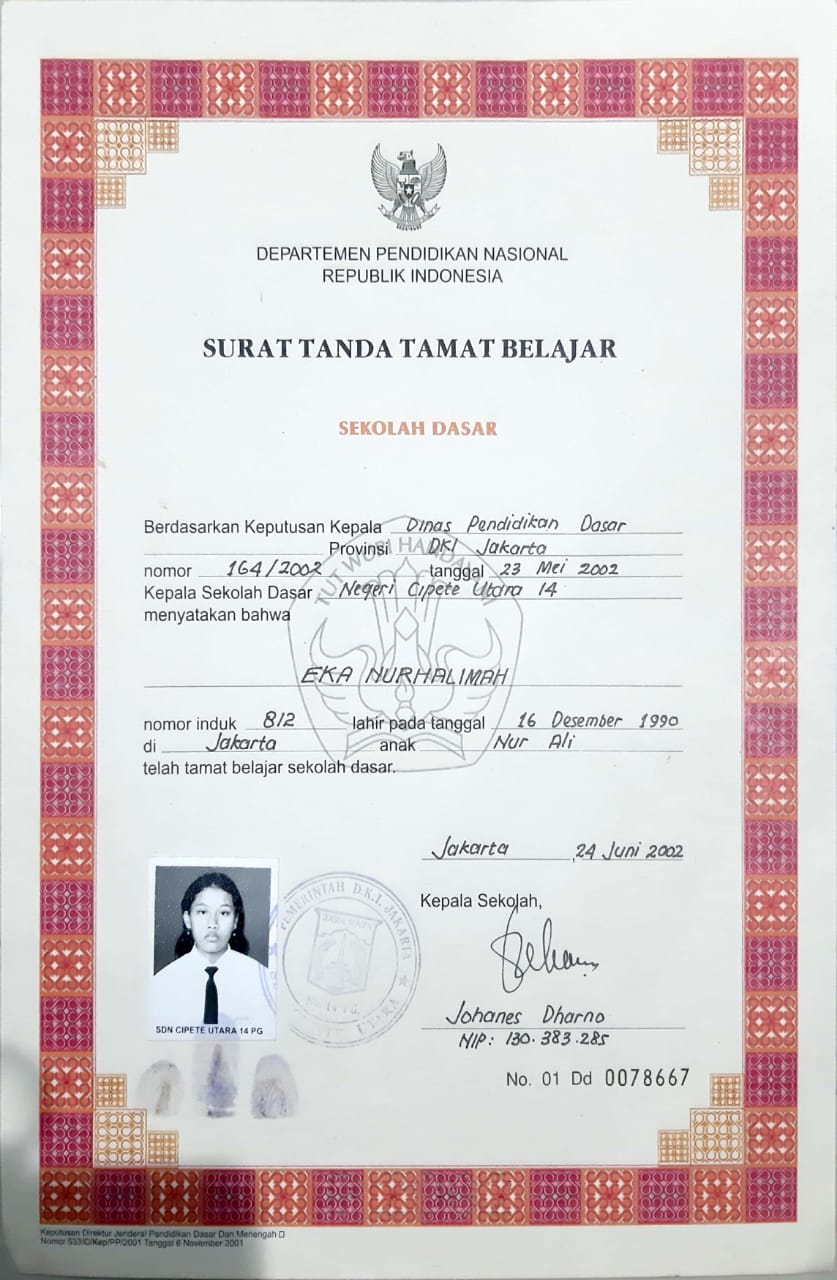 DEPARTEMEN PENDIDIKAN NASIONAL
REPUBLIK INDONESIA
SURAT TANDA TAMAT BELAJAR
SEKOLAH DASAR
Berdasarkan Keputusan Kepala Dinas Pendidikan Dasar
Provinsi DKI Jakarta
nomor 164/2002 tanggal 23 Mei 2002
Kepala Sekolah Dasar Negeri Cipete Utara 14
menyatakan bahwa
TUT WURI HANDAYANI
EKA NURHALIMAH
nomor induk 812 lahir pada tanggal 16 Desember 1990
di Jakarta anak Nur Ali
telah tamat belajar sekolah dasar.
Jakarta, 24 Juni 2002
Kepala Sekolah,
PEMERINTAH D.K.I. JAKARTA
JAYA RAYA
UTARA
SDN CIPETE UTARA 14 PG
Johanes Dharno
NIP: 130.383.285
No. 01 Dd 0078667
Keputusan Direktur Jenderal Pendidikan Dasar Dan Menengah
Nomor 533/C/Kep/PP/2001 Tanggal 6 November 2001